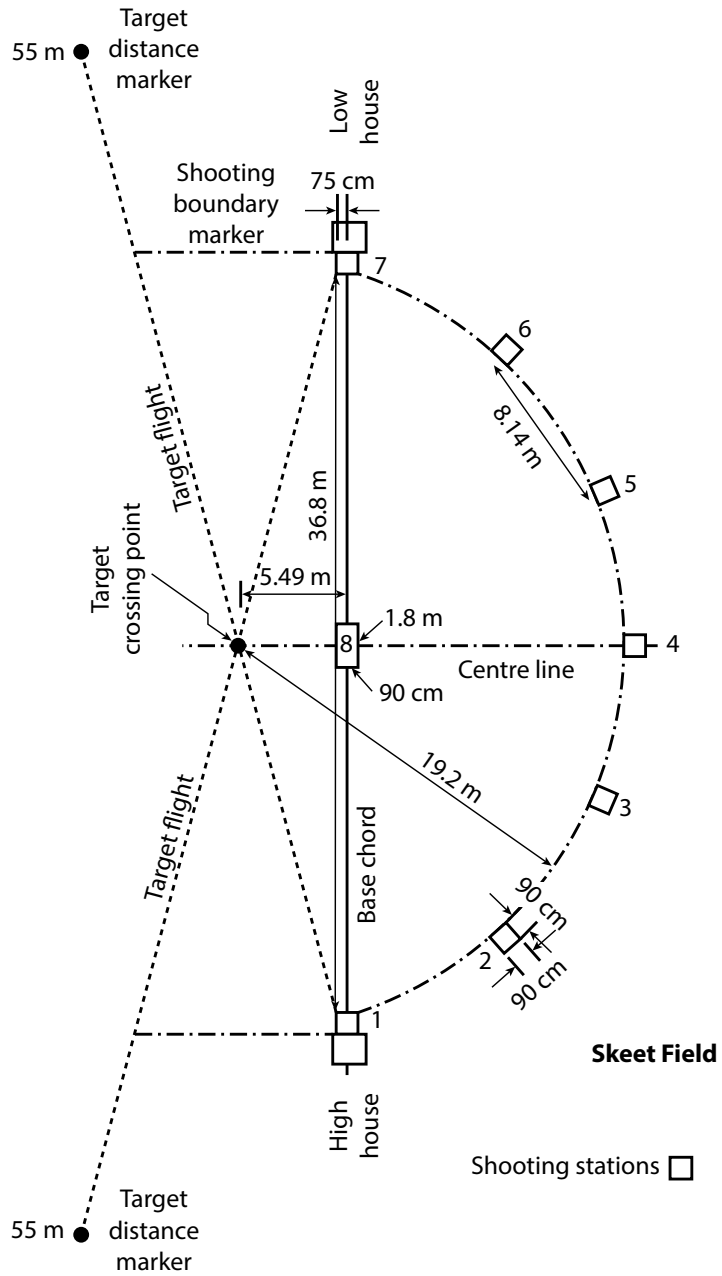 Target
distance
marker
55 m
Low
house
75 cm
Shooting
boundary
marker
7
6
8.14 m
5
Target flight
36.8 m
Target
crossing point
5.49 m
1.8 m
8
4
Centre line
90 cm
19.2 m
3
Target flight
Base chord
90 cm
2
90 cm
1
Skeet Field
High
house
Shooting stations
Target
distance
marker
55 m